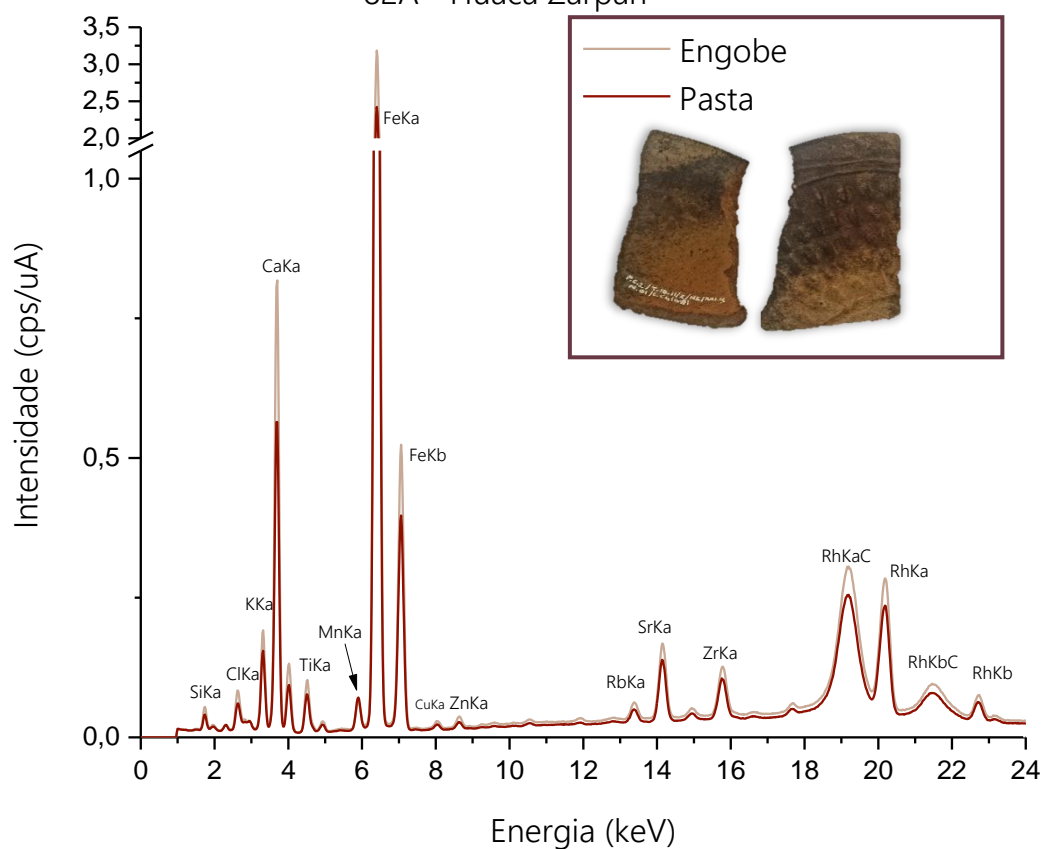 Engobe
Pasta
3,5
3,0
2,5
2,0
1,0
0,5
0,0
Intensidade (cps/uA)
SiKa
ClKa
KKa
CaKa
TiKa
MnKa
FeKa
FeKb
CuKa
ZnKa
RbKa
SrKa
ZrKa
RhKaC
RhKa
RhKbC
RhKb
0 2 4 6 8 10 12 14 16 18 20 22 24
Energia (keV)